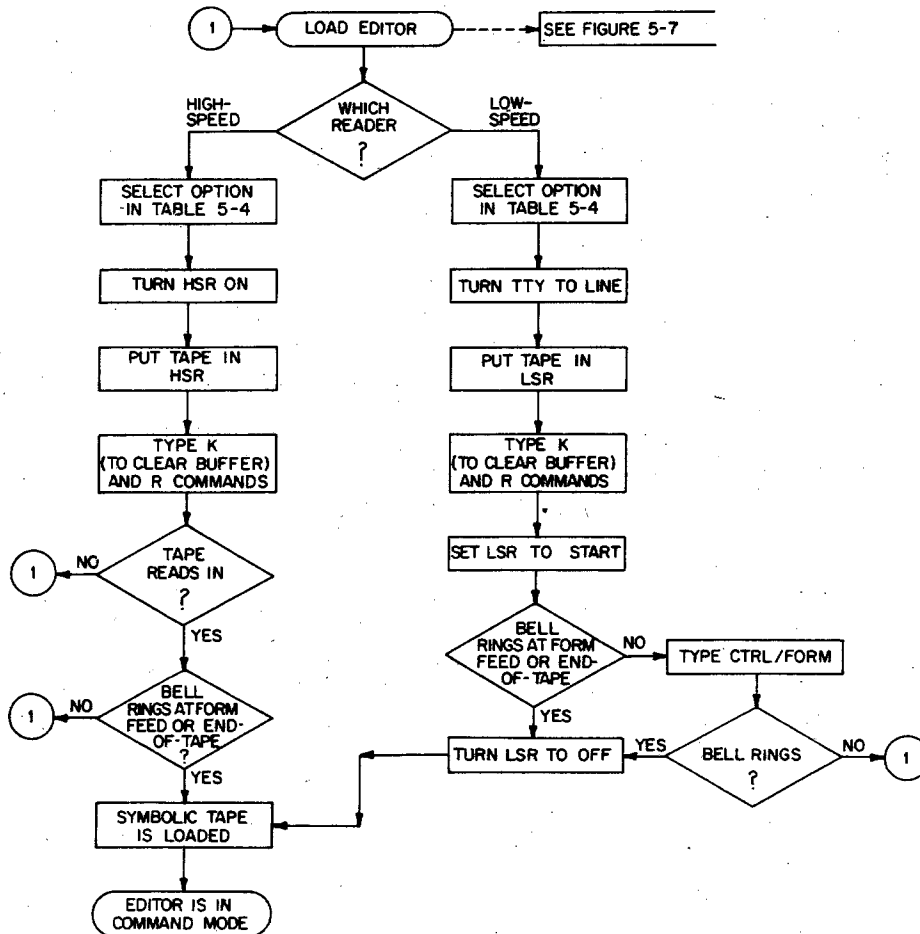 1
LOAD EDITOR
SEE FIGURE 5-7
HIGH-
SPEED
WHICH
READER
?
LOW-
SPEED
SELECT OPTION
IN TABLE 5-4
TURN HSR ON
PUT TAPE IN
HSR
TYPE K
(TO CLEAR BUFFER)
AND R COMMANDS
TAPE
READS IN
?
NO
1
YES
BELL
RINGS AT FORM
FEED OR END-
OF-TAPE
?
NO
1
YES
SYMBOLIC TAPE
IS LOADED
EDITOR IS IN
COMMAND MODE
SELECT OPTION
IN TABLE 5-4
TURN TTY TO LINE
PUT TAPE IN
LSR
TYPE K
(TO CLEAR BUFFER)
AND R COMMANDS
SET LSR TO START
BELL
RINGS AT FORM
FEED OR END-
OF-TAPE
NO
TYPE CTRL/FORM
YES
TURN LSR TO OFF
YES
BELL RINGS
?
NO
1